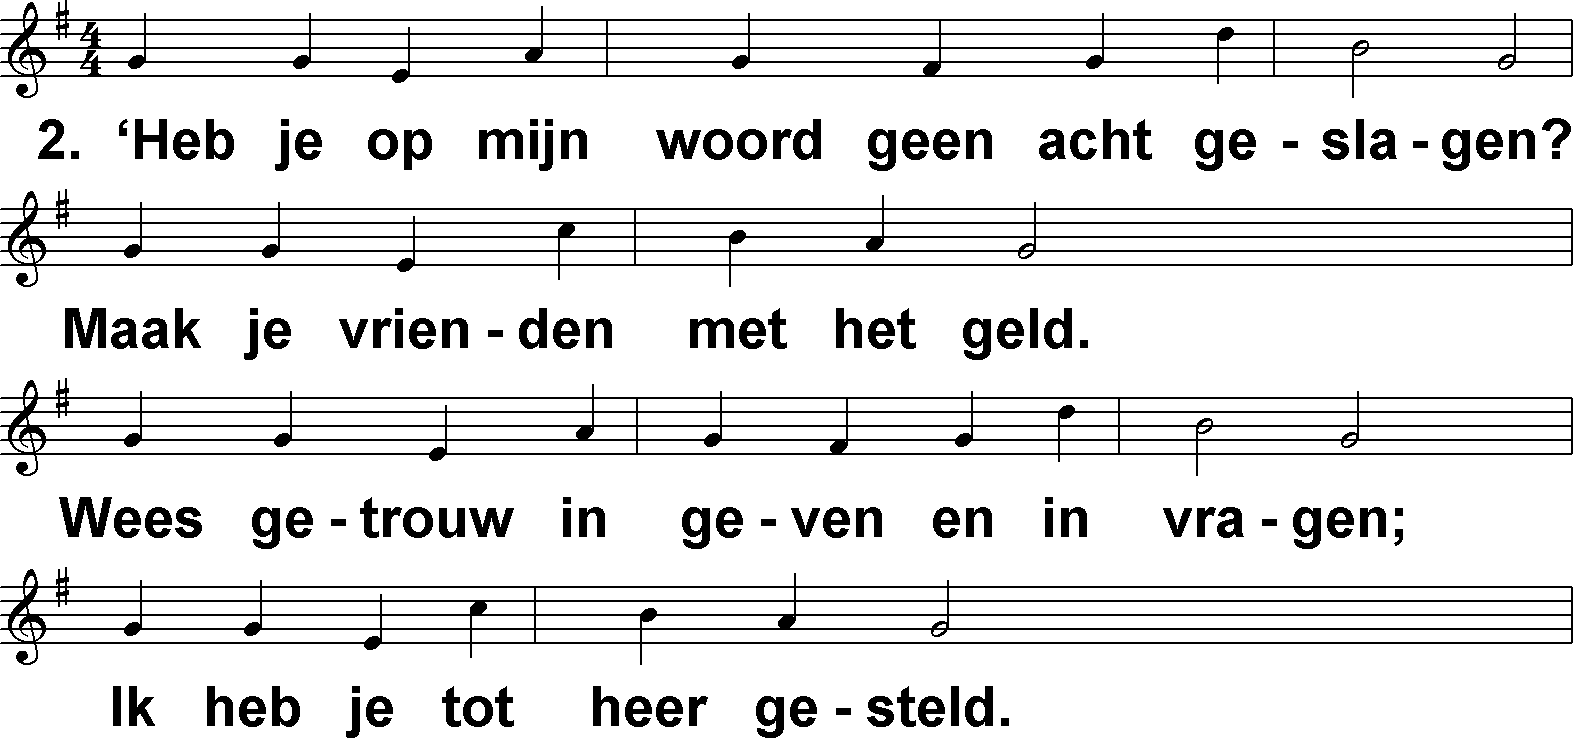 2. ‘Heb je op mijn woord geen acht ge - sla - gen?
Maak je vrien - den met het geld.
Wees ge - trouw in ge - ven en in vra - gen;
Ik heb je tot heer ge - steld.